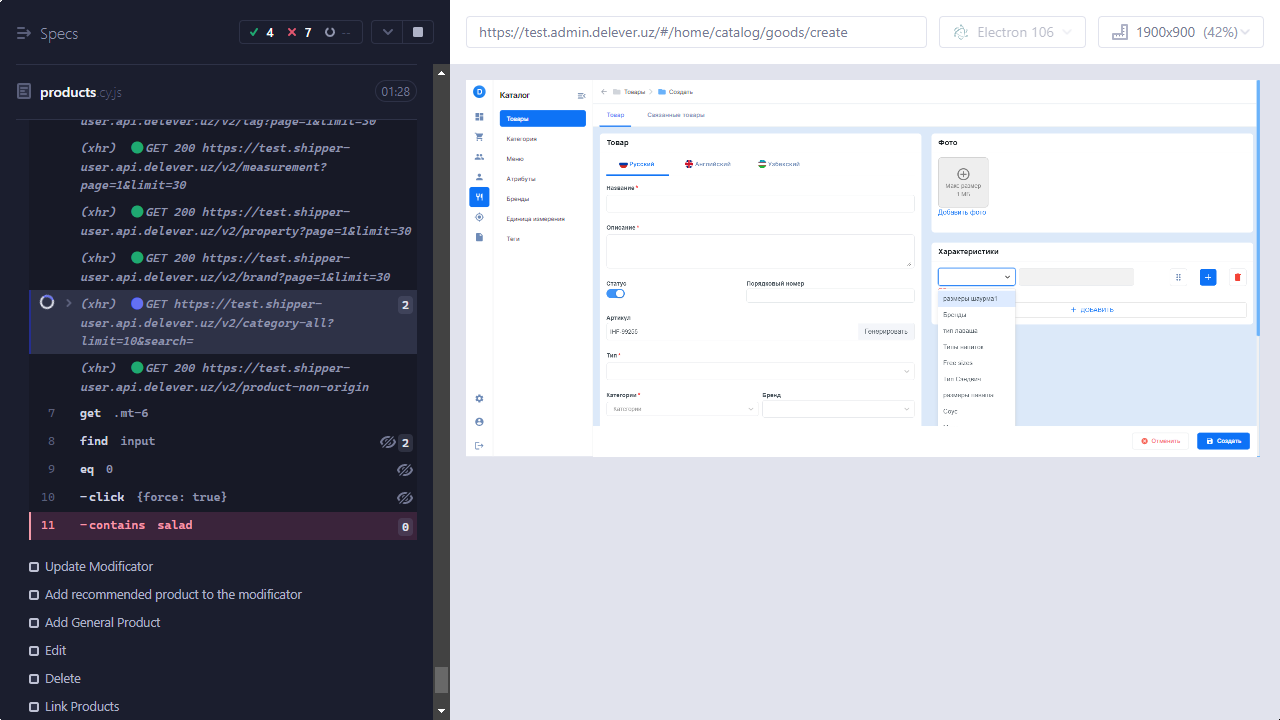 Specs
4
7
--
products.cy.js
01:28
user.api.delever.uz/v2/tag?page=1&limit=30
(xhr) GET 200 https://test.shipper-
user.api.delever.uz/v2/measurement?
page=1&limit=30
(xhr) GET 200 https://test.shipper-
user.api.delever.uz/v2/property?page=1&limit=30
(xhr) GET 200 https://test.shipper-
user.api.delever.uz/v2/brand?page=1&limit=30
(xhr) GET 200 https://test.shipper-
2
user.api.delever.uz/v2/category-all?
limit=10&search=
(xhr) GET 200 https://test.shipper-
user.api.delever.uz/v2/product-non-origin
7 get .mt-6
8 find input 2
9 eq 0
10 -click {force: true}
11 -contains salad 0
Update Modificator
Add recommended product to the modificator
Add General Product
Edit
Delete
Link Products
https://test.admin.delever.uz/#/home/catalog/goods/create
Electron 106
1900x900 (42%)
D
Каталог
Товары
Категория
Меню
Атрибуты
Бренды
Единица измерения
Теги
Товары
Создать
Товар
Связанные товары
Товар
Русский
Английский
Узбекский
Название *
Описание *
Статус
Порядковый номер
Артикул
IHF-99255
Генерировать
Тип *
Категории *
Бренд
Категории
Фото
Макс размер
1 МБ
Добавить фото
Характеристики
размеры шаурма1
Бренды
тип лаваша
Типы напиток
Free sizes
Тип Сэндвич
размеры лаваша
Соус
ДОБАВИТЬ
Отменить
Создать